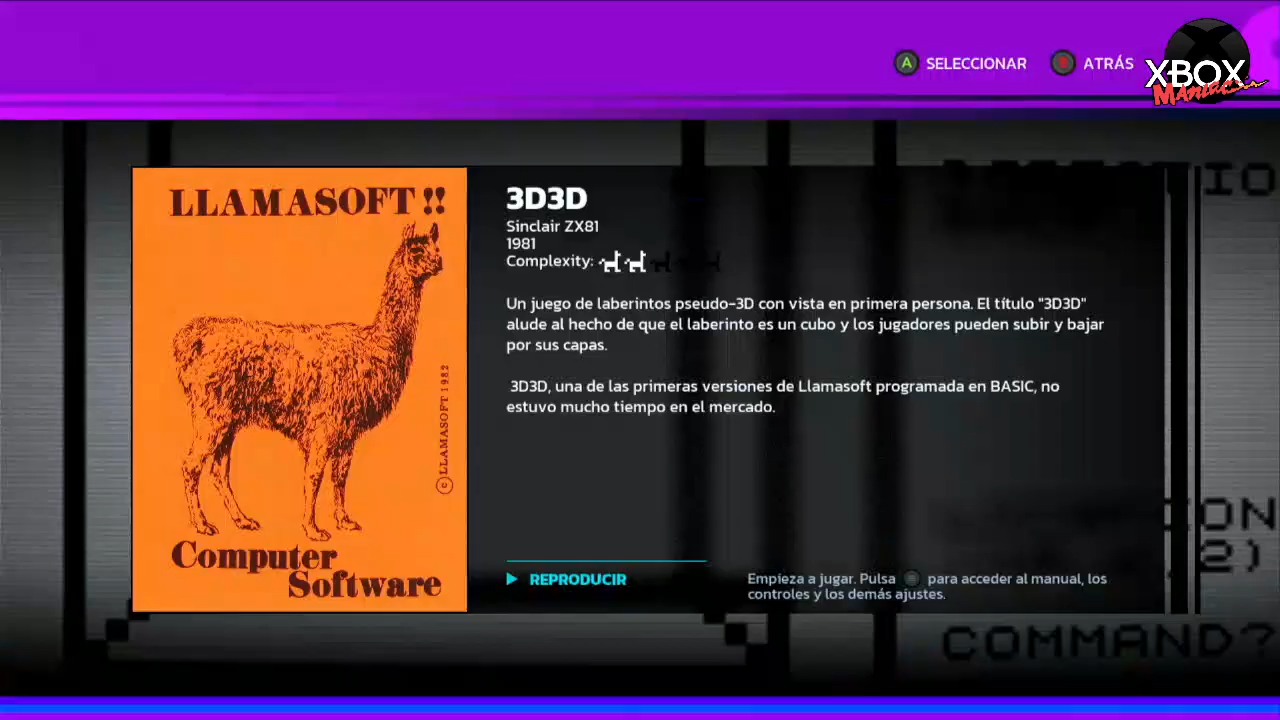 SELECCIONAR
ATRÁS
XBOX
Maniac
LLAMASOFT !!
© LLAMASOFT 1982
Computer
Software
3D3D
Sinclair ZX81
1981
Complexity:
Un juego de laberintos pseudo-3D con vista en primera persona. El título "3D3D"
alude al hecho de que el laberinto es un cubo y los jugadores pueden subir y bajar
por sus capas.
3D3D, una de las primeras versiones de Llamasoft programada en BASIC, no
estuvo mucho tiempo en el mercado.
REPRODUCIR
Empieza a jugar. Pulsa para acceder al manual, los
controles y los demás ajustes.
COMMAND?